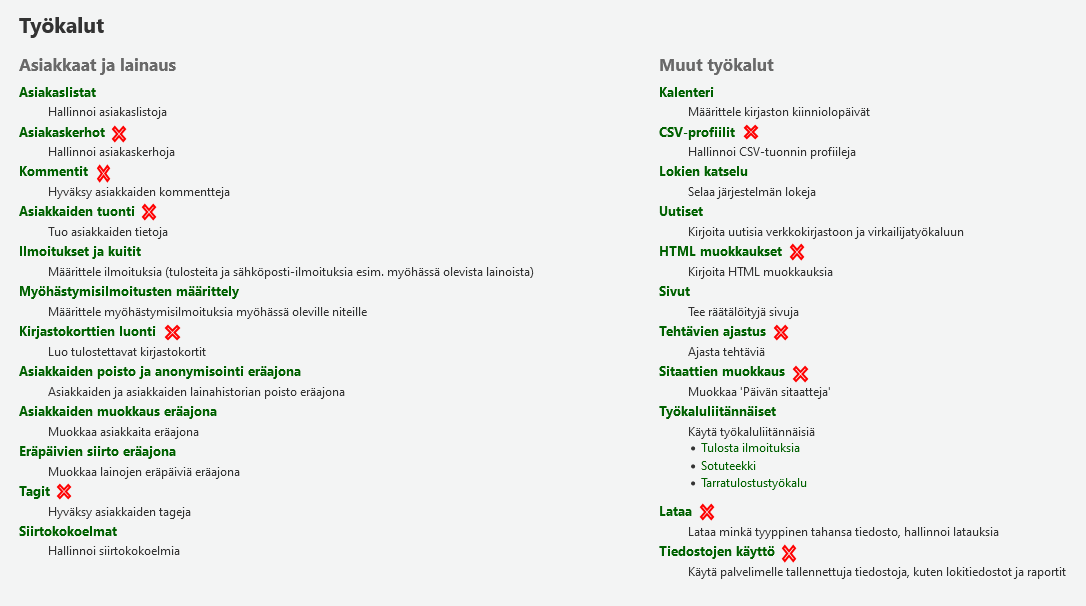 Työkalut
Asiakkaat ja lainaus
Asiakaslistat
Hallinnoi asiakaslistoja
Asiakaskerhot
Hallinnoi asiakaskerhoja
Kommentit
Hyväksy asiakkaiden kommentteja
Asiakkaiden tuonti
Tuo asiakkaiden tietoja
Ilmoitukset ja kuitit
Määrittele ilmoituksia (tulosteita ja sähköposti-ilmoituksia esim. myöhässä olevista lainoista)
Myöhästymisilmoitusten määrittely
Määrittele myöhästymisilmoituksia myöhässä oleville niteille
Kirjastokorttien luonti
Luo tulostettavat kirjastokortit
Asiakkaiden poisto ja anonymisointi eräajona
Asiakkaiden ja asiakkaiden lainahistorian poisto eräajona
Asiakkaiden muokkaus eräajona
Muokkaa asiakkaita eräajona
Eräpäivien siirto eräajona
Muokkaa lainojen eräpäiviä eräajona
Tagit
Hyväksy asiakkaiden tageja
Siirtokokoelmat
Hallinnoi siirtokokoelmia
Muut työkalut
Kalenteri
Määrittele kirjaston kiinniolopäivät
CSV-profiilit
Hallinnoi CSV-tuonnin profiileja
Lokien katselu
Selaa järjestelmän lokeja
Uutiset
Kirjoita uutisia verkkokirjastoon ja virkailijatyökaluun
HTML muokkaukset
Kirjoita HTML muokkauksia
Sivut
Tee räätälöityjä sivuja
Tehtävien ajastus
Ajasta tehtäviä
Sitaattien muokkaus
Muokkaa 'Päivän sitaatteja'
Työkaluliitännäiset
Käytä työkaluliitännäisiä
• Tulosta ilmoituksia
• Sotuteekki
• Tarratulostustyökalu
Lataa
Lataa minkä tyyppinen tahansa tiedosto, hallinnoi latauksia
Tiedostojen käyttö
Käytä palvelimelle tallennettuja tiedostoja, kuten lokitiedostot ja raportit